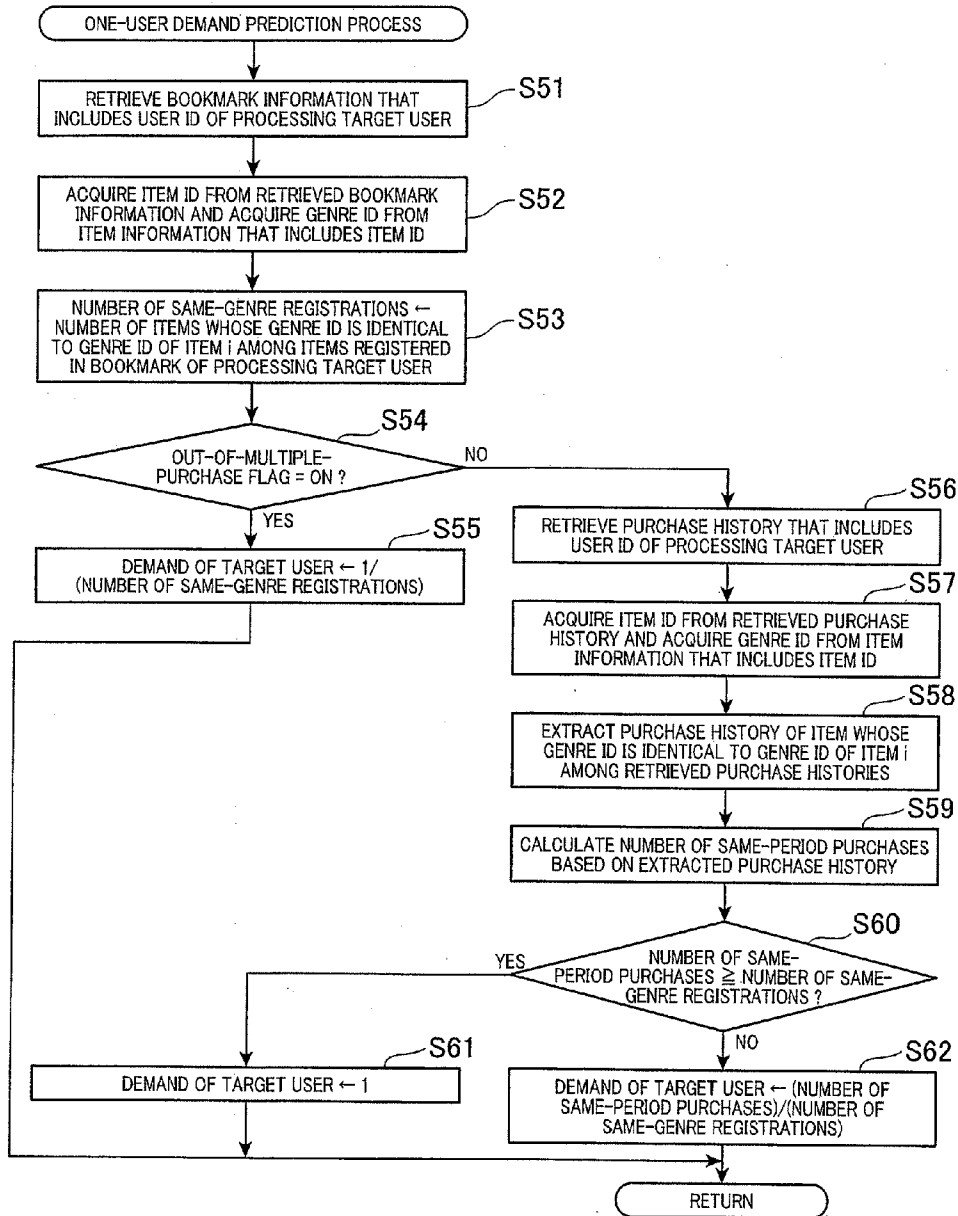 ONE-USER DEMAND PREDICTION PROCESS
S51
RETRIEVE BOOKMARK INFORMATION THAT
INCLUDES USER ID OF PROCESSING TARGET USER
S52
ACQUIRE ITEM ID FROM RETRIEVED BOOKMARK
INFORMATION AND ACQUIRE GENRE ID FROM
ITEM INFORMATION THAT INCLUDES ITEM ID
S53
NUMBER OF SAME-GENRE REGISTRATIONS ←
NUMBER OF ITEMS WHOSE GENRE ID IS IDENTICAL
TO GENRE ID OF ITEM i AMONG ITEMS REGISTERED
IN BOOKMARK OF PROCESSING TARGET USER
S54
OUT-OF-MULTIPLE-
PURCHASE FLAG = ON ?
NO
YES
S55
DEMAND OF TARGET USER ← 1/
(NUMBER OF SAME-GENRE REGISTRATIONS)
S56
RETRIEVE PURCHASE HISTORY THAT INCLUDES
USER ID OF PROCESSING TARGET USER
S57
ACQUIRE ITEM ID FROM RETRIEVED PURCHASE
HISTORY AND ACQUIRE GENRE ID FROM ITEM
INFORMATION THAT INCLUDES ITEM ID
S58
EXTRACT PURCHASE HISTORY OF ITEM WHOSE
GENRE ID IS IDENTICAL TO GENRE ID OF ITEM i
AMONG RETRIEVED PURCHASE HISTORIES
S59
CALCULATE NUMBER OF SAME-PERIOD PURCHASES
BASED ON EXTRACTED PURCHASE HISTORY
S60
NUMBER OF SAME-
PERIOD PURCHASES ≧ NUMBER OF SAME-
GENRE REGISTRATIONS ?
YES
NO
S61
DEMAND OF TARGET USER ← 1
S62
DEMAND OF TARGET USER ← (NUMBER OF
SAME-PERIOD PURCHASES)/(NUMBER OF
SAME-GENRE REGISTRATIONS)
RETURN